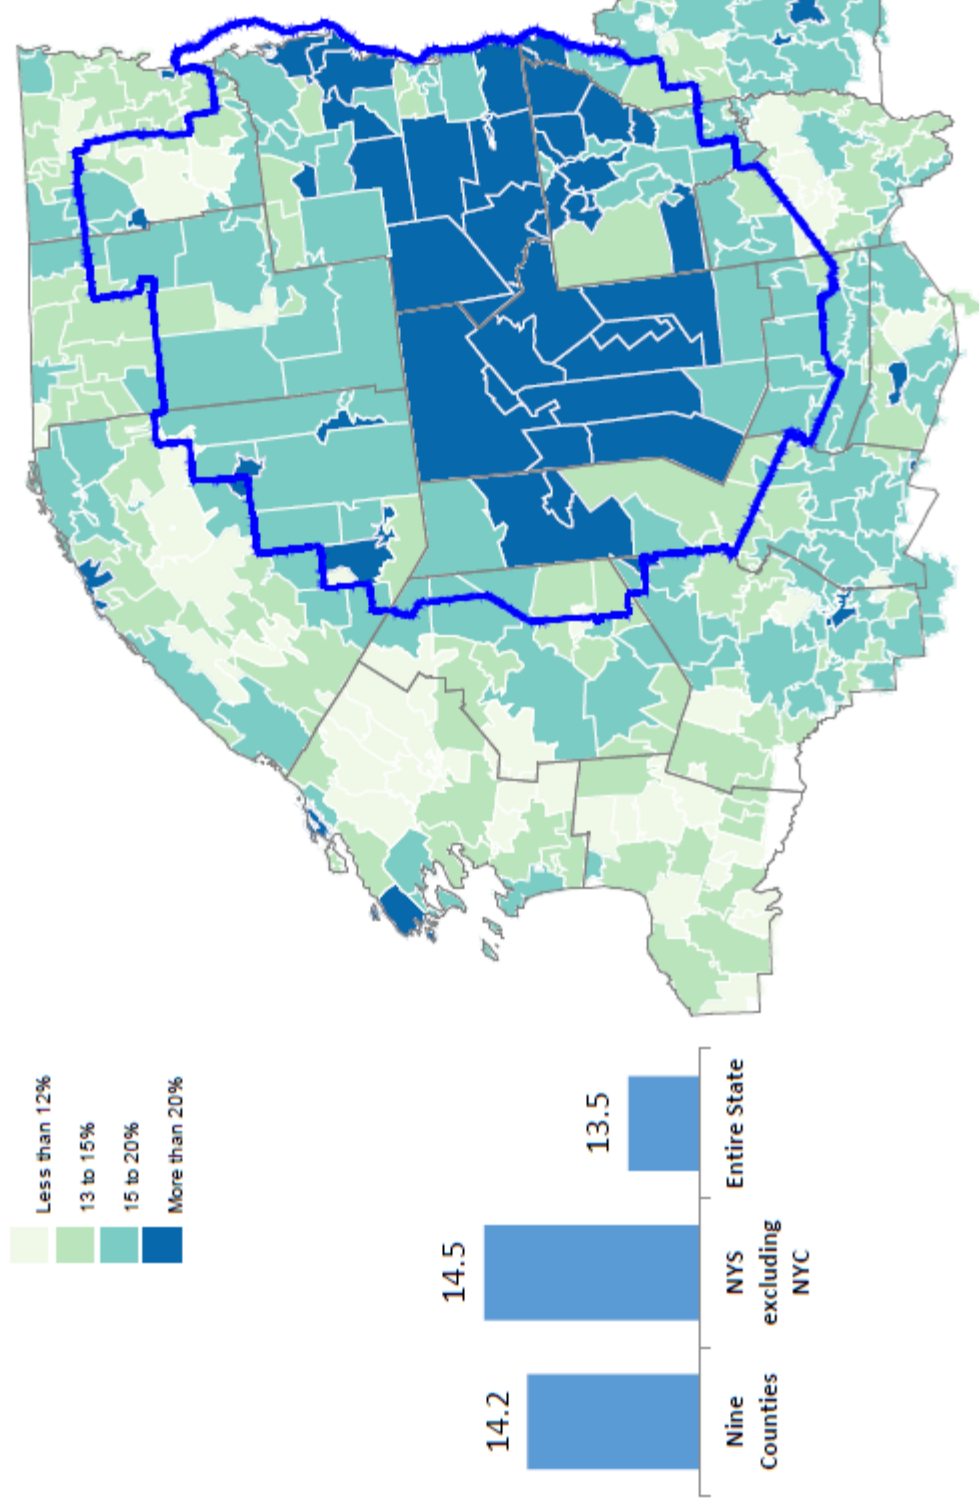 Less than 12%
13 to 15%
15 to 20%
More than 20%
14.2
14.5
13.5
Nine
Counties
NYS
excluding
NYC
Entire State